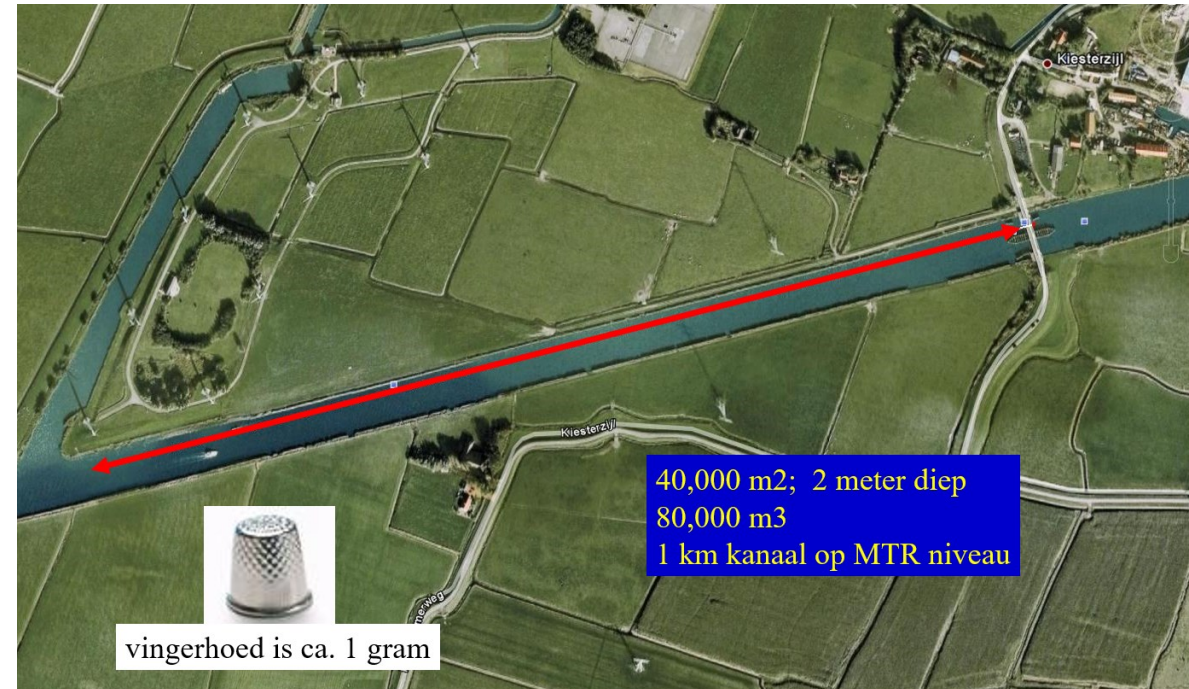 Kiesterzijl
Kiesterzijl
40,000 m2; 2 meter diep
80,000 m3
1 km kanaal op MTR niveau
vingerhoed is ca. 1 gram